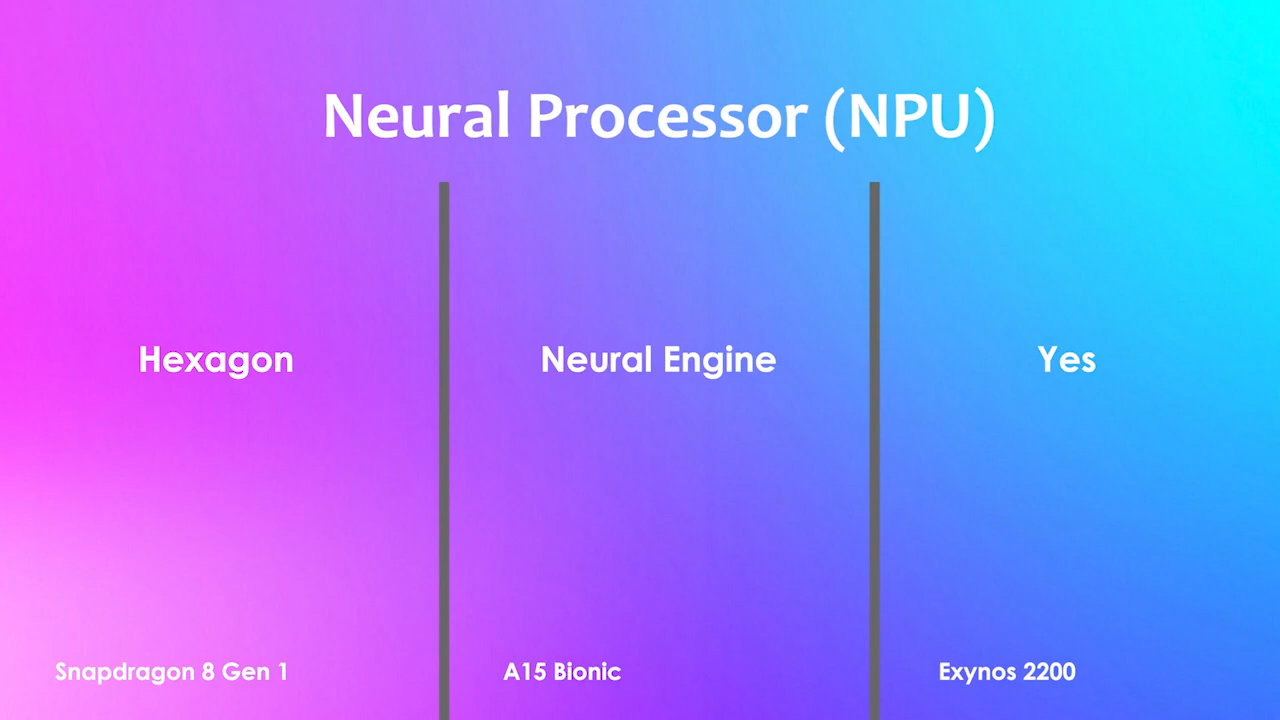 Neural Processor (NPU)
Hexagon
Neural Engine
Yes
Snapdragon 8 Gen 1
A15 Bionic
Exynos 2200